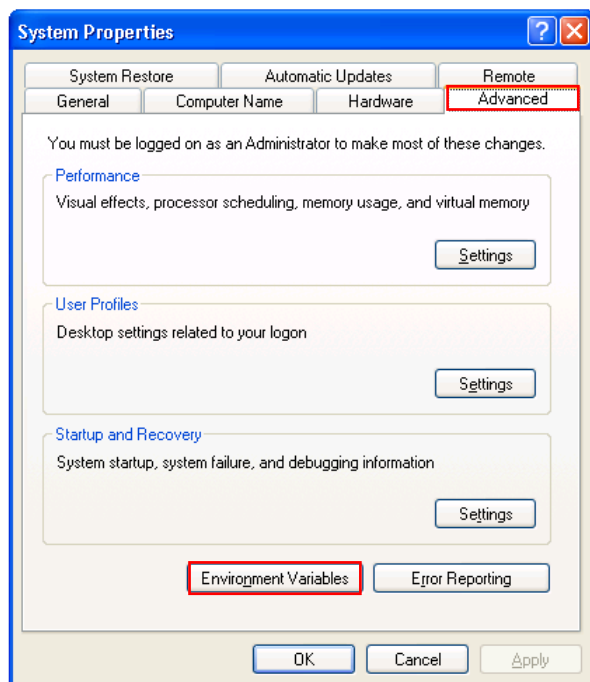 System Properties
System Restore Automatic Updates Remote
General Computer Name Hardware Advanced
You must be logged on as an Administrator to make most of these changes.
Performance
Visual effects, processor scheduling, memory usage, and virtual memory
Settings
User Profiles
Desktop settings related to your logon
Settings
Startup and Recovery
System startup, system failure, and debugging information
Settings
Environment Variables Error Reporting
OK Cancel Apply